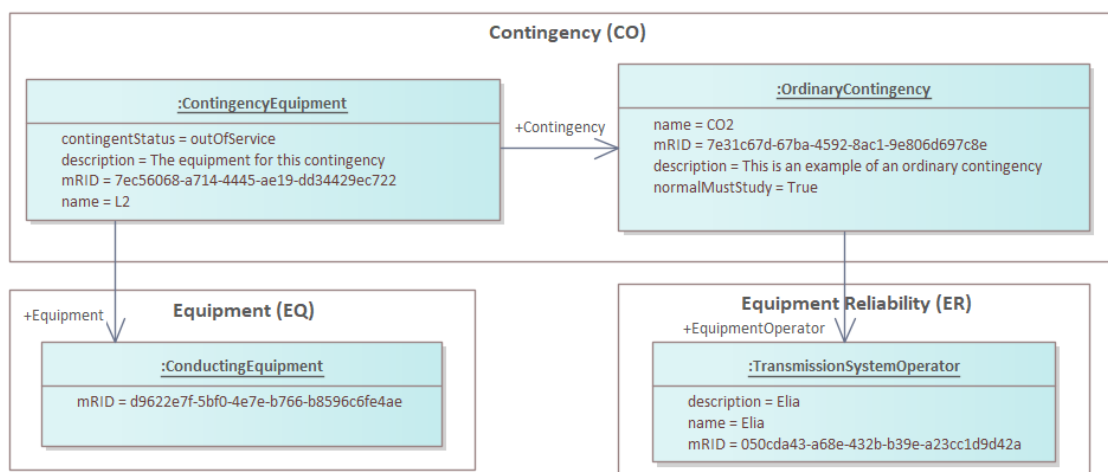 Contingency (CO)
:ContingencyEquipment
contingentStatus = outOfService
description = The equipment for this contingency
mRID = 7ec56068-a714-4445-ae19-dd34429ec722
name = L2
+Contingency
:OrdinaryContingency
name = CO2
mRID = 7e31c67d-67ba-4592-8ac1-9e806d697c8e
description = This is an example of an ordinary contingency
normalMustStudy = True
+Equipment
Equipment (EQ)
:ConductingEquipment
mRID = d9622e7f-5bf0-4e7e-b766-b8596c6fe4ae
Equipment Reliability (ER)
+EquipmentOperator
:TransmissionSystemOperator
description = Elia
name = Elia
mRID = 050cda43-a68e-432b-b39e-a23cc1d9d42a